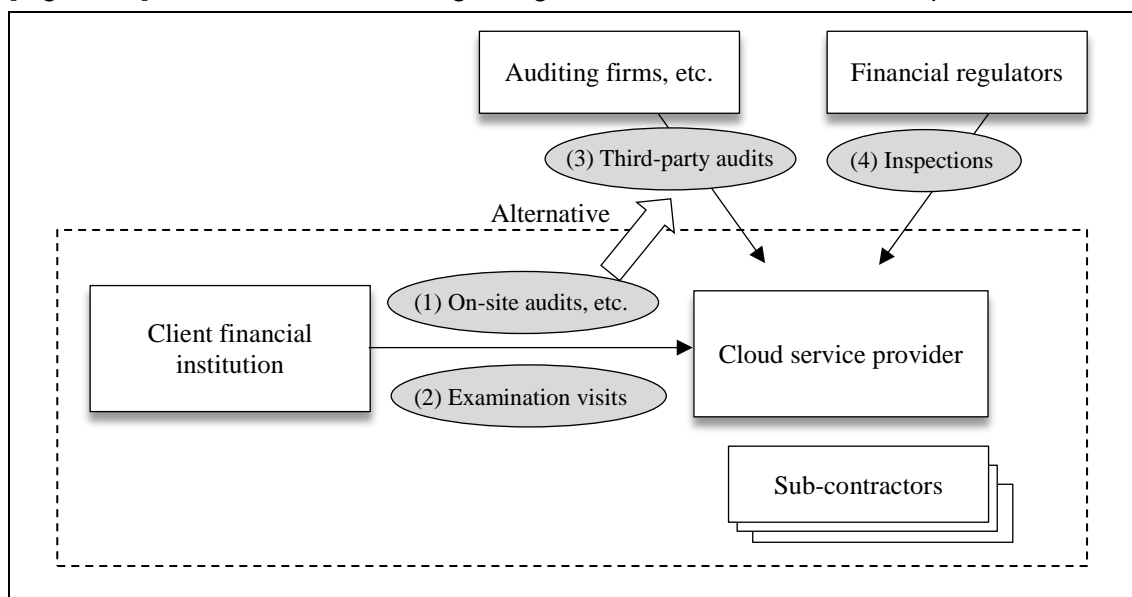 Auditing firms, etc.
Financial regulators
(3) Third-party audits
(4) Inspections
Alternative
(1) On-site audits, etc.
Client financial
institution
Cloud service provider
(2) Examination visits
Sub-contractors